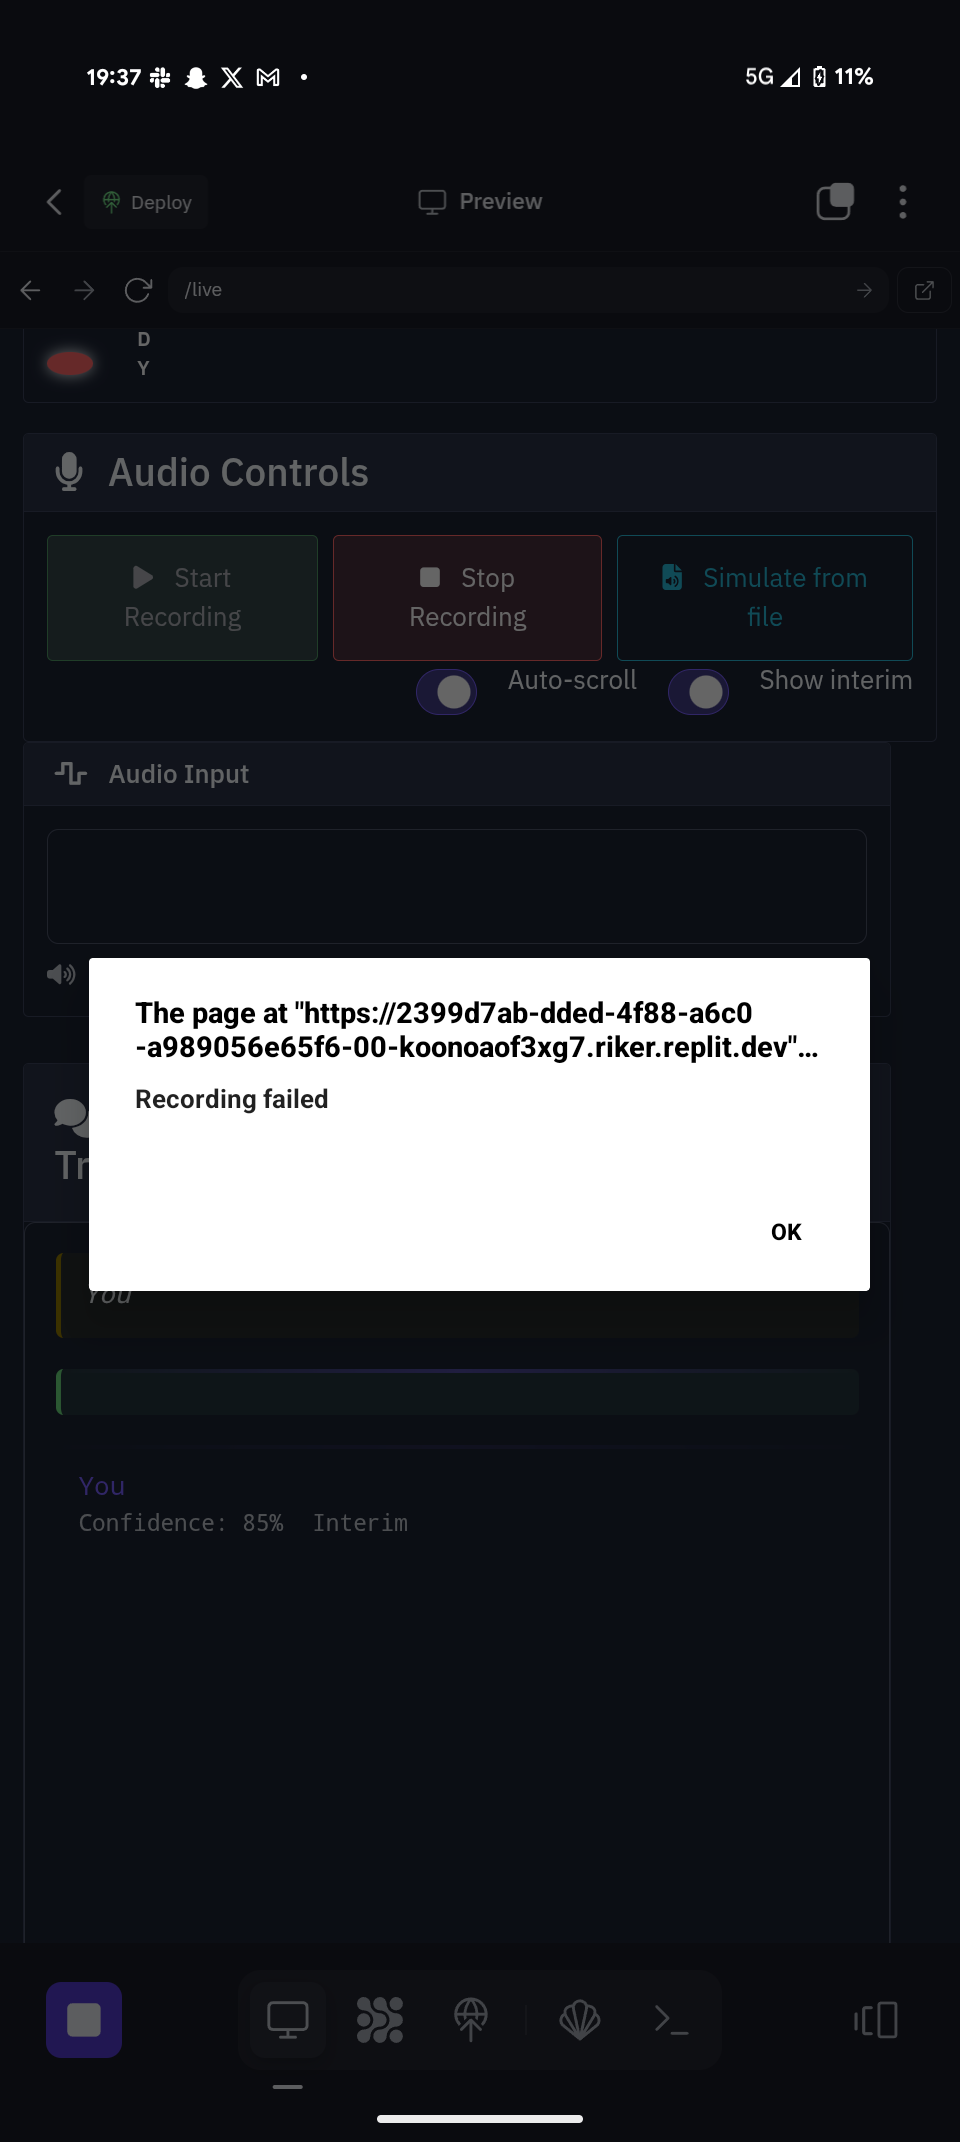 19:37
5G 11%
Deploy
Preview
/live
D
Y
Audio Controls
Start
Recording
Stop
Recording
Simulate from
file
Auto-scroll
Show interim
Audio Input
The page at "https://2399d7ab-dded-4f88-a6c0
-a989056e65f6-00-koonoaof3xg7.riker.replit.dev"...
Recording failed
OK
Tr
You
You
Confidence: 85% Interim